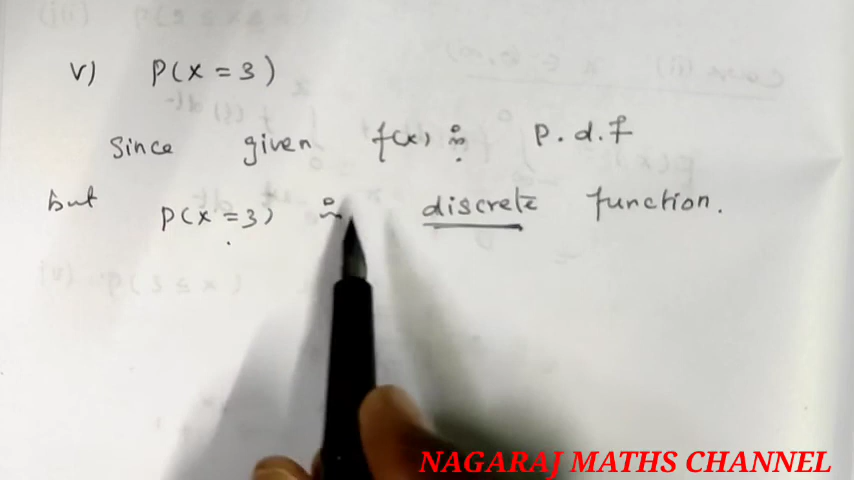 v) P(x = 3)
Since given f(x) is P.d.f
but P(x = 3) is discrete function.
NAGARAJ MATHS CHANNEL